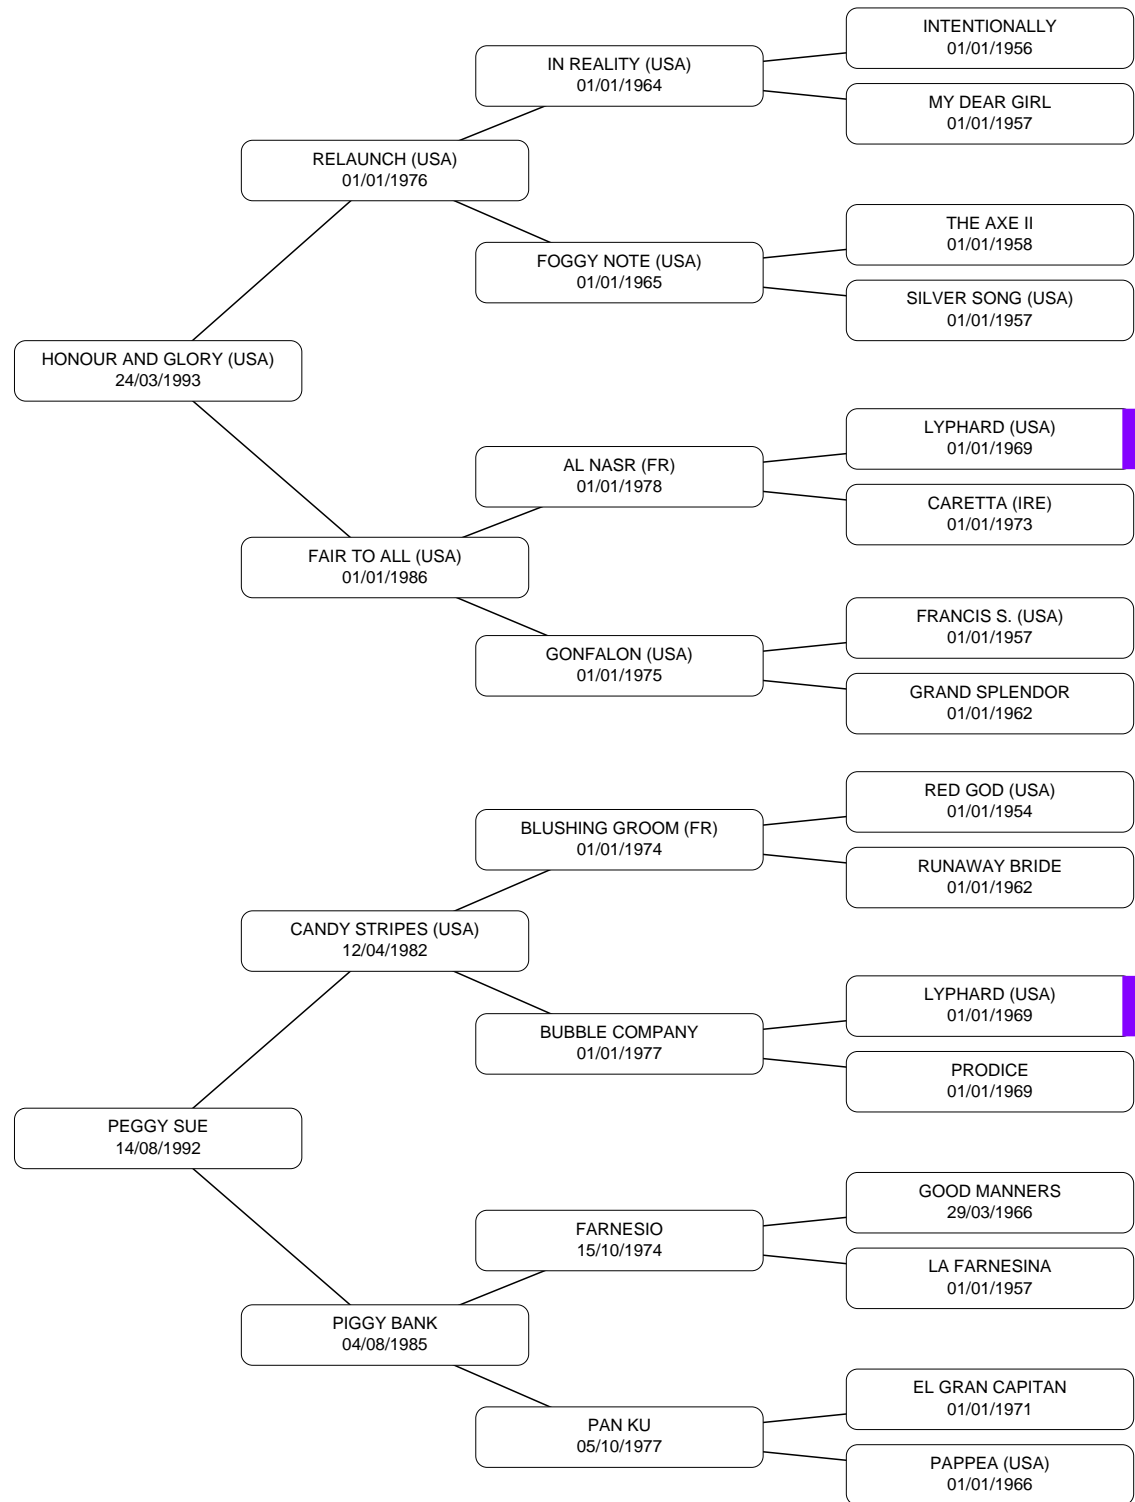 INTENTIONALLY
01/01/1956
IN REALITY (USA)
01/01/1964
MY DEAR GIRL
01/01/1957
RELAUNCH (USA)
01/01/1976
THE AXE II
01/01/1958
FOGGY NOTE (USA)
01/01/1965
SILVER SONG (USA)
01/01/1957
HONOUR AND GLORY (USA)
24/03/1993
LYPHARD (USA)
01/01/1969
AL NASR (FR)
01/01/1978
CARETTA (IRE)
01/01/1973
FAIR TO ALL (USA)
01/01/1986
FRANCIS S. (USA)
01/01/1957
GONFALON (USA)
01/01/1975
GRAND SPLENDOR
01/01/1962
RED GOD (USA)
01/01/1954
BLUSHING GROOM (FR)
01/01/1974
RUNAWAY BRIDE
01/01/1962
CANDY STRIPES (USA)
12/04/1982
LYPHARD (USA)
01/01/1969
BUBBLE COMPANY
01/01/1977
PRODICE
01/01/1969
PEGGY SUE
14/08/1992
GOOD MANNERS
29/03/1966
FARNESIO
15/10/1974
LA FARNESINA
01/01/1957
PIGGY BANK
04/08/1985
EL GRAN CAPITAN
01/01/1971
PAN KU
05/10/1977
PAPPEA (USA)
01/01/1966